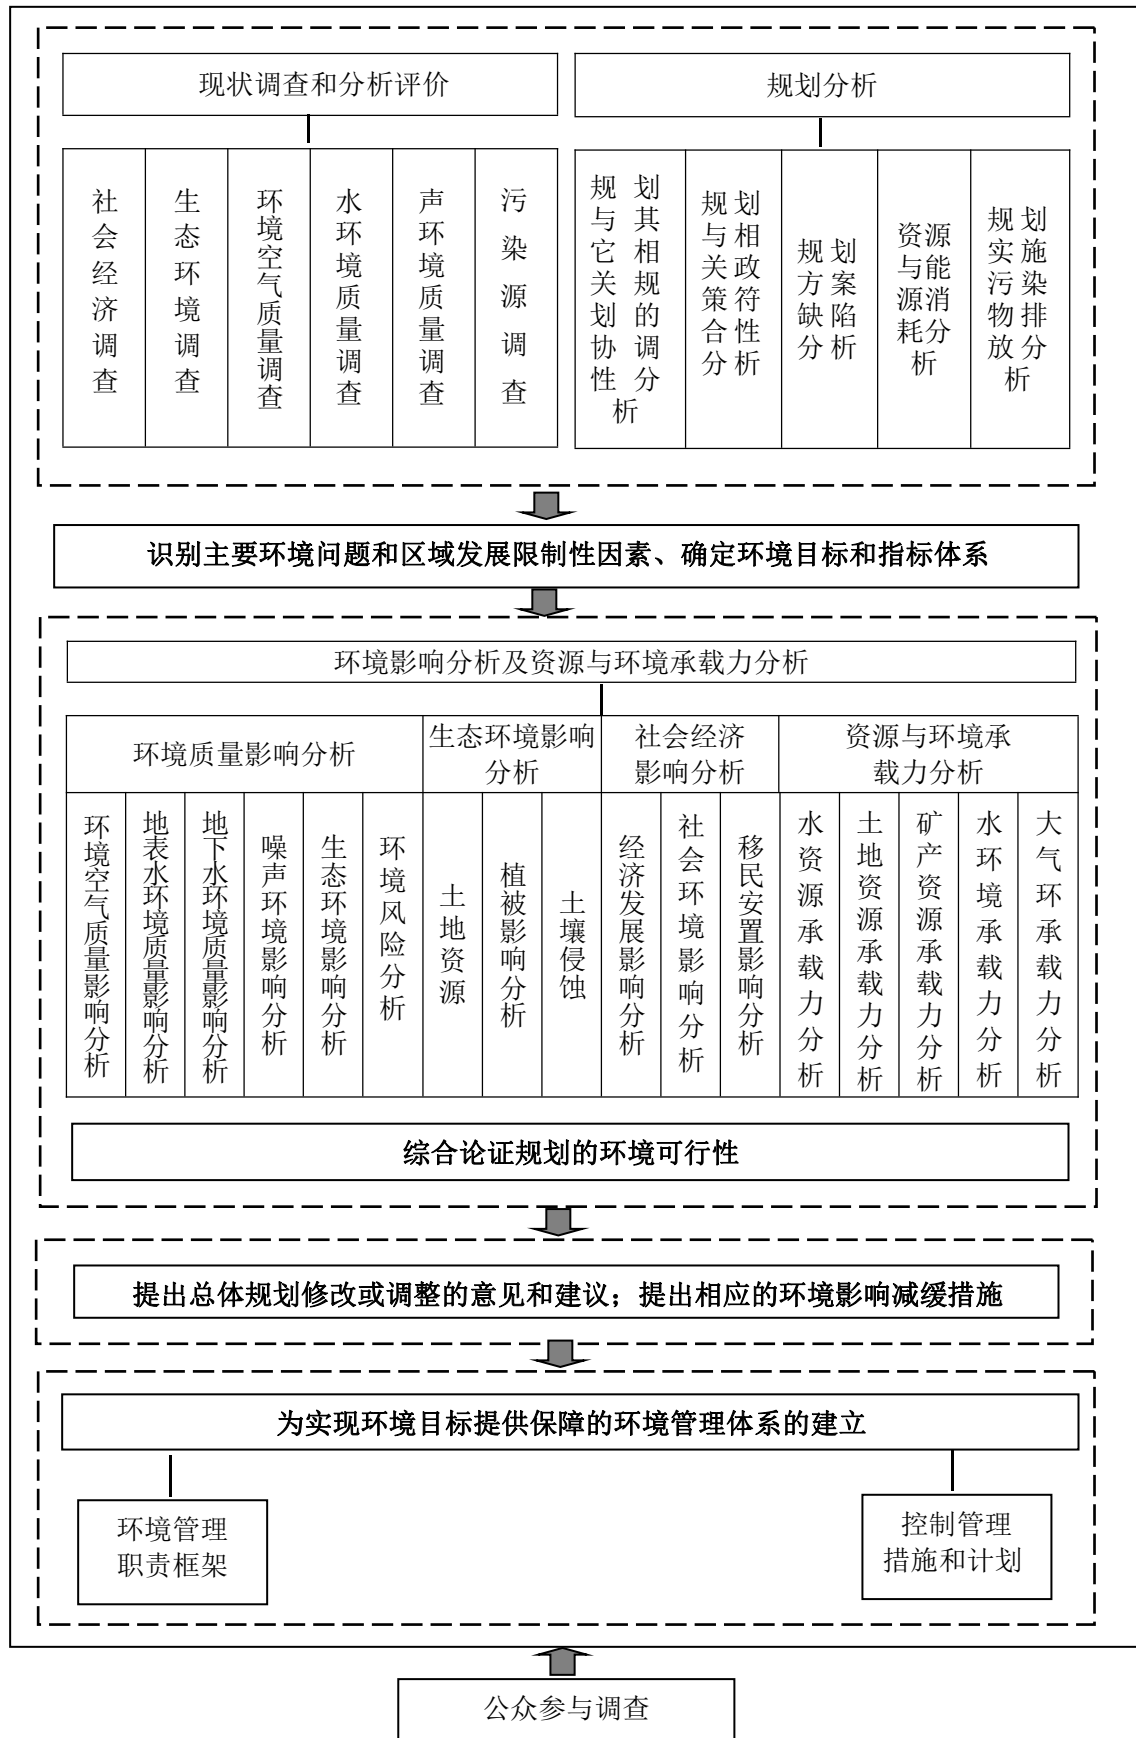 现状调查和分析评价
规划分析
社会经济调查
生态环境调查
环境空气质量调查
水环境质量调查
声环境质量调查
污染源调查
规划与其它相关规划的协调性分析
规划与相关政策符合性分析
规划方案缺陷分析
资源与能源消耗分析
规划实施污染物排放分析
识别主要环境问题和区域发展限制性因素、确定环境目标和指标体系
环境影响分析及资源与环境承载力分析
环境质量影响分析
生态环境影响
分析
社会经济
影响分析
资源与环境承
载力分析
环境空气质量影响分析
地表水环境质量影响分析
地下水环境质量影响分析
噪声环境影响分析
生态环境影响分析
环境风险分析
土地资源
植被影响分析
土壤侵蚀
经济发展影响分析
社会环境影响分析
移民安置影响分析
水资源承载力分析
土地资源承载力分析
矿产资源承载力分析
水环境承载力分析
大气环承载力分析
综合论证规划的环境可行性
提出总体规划修改或调整的意见和建议；提出相应的环境影响减缓措施
为实现环境目标提供保障的环境管理体系的建立
环境管理
职责框架
控制管理
措施和计划
公众参与调查